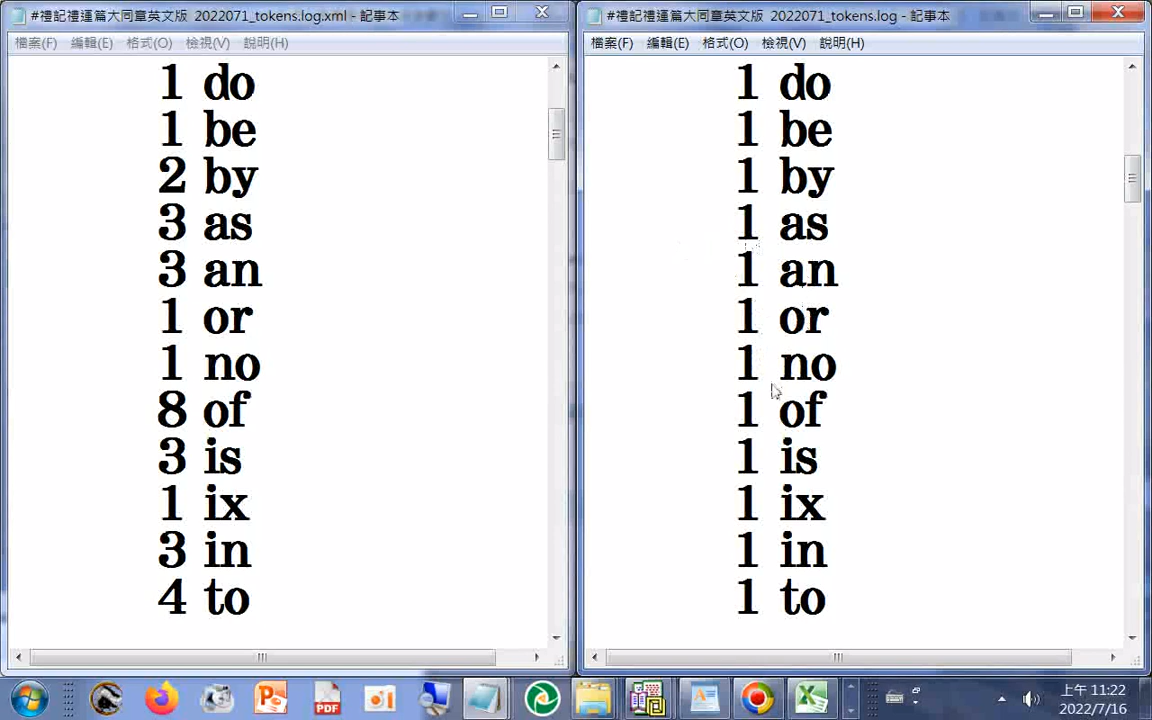 #禮記禮運篇大同章英文版 2022071_tokens.log.xml - 記事本
檔案(F) 編輯(E) 格式(O) 檢視(V) 說明(H)
1 do
1 be
2 by
3 as
3 an
1 or
1 no
8 of
3 is
1 ix
3 in
4 to
#禮記禮運篇大同章英文版 2022071_tokens.log - 記事本
檔案(F) 編輯(E) 格式(O) 檢視(V) 說明(H)
1 do
1 be
1 by
1 as
1 an
1 or
1 no
1 of
1 is
1 ix
1 in
1 to
PDF
上午 11:22
2022/7/16